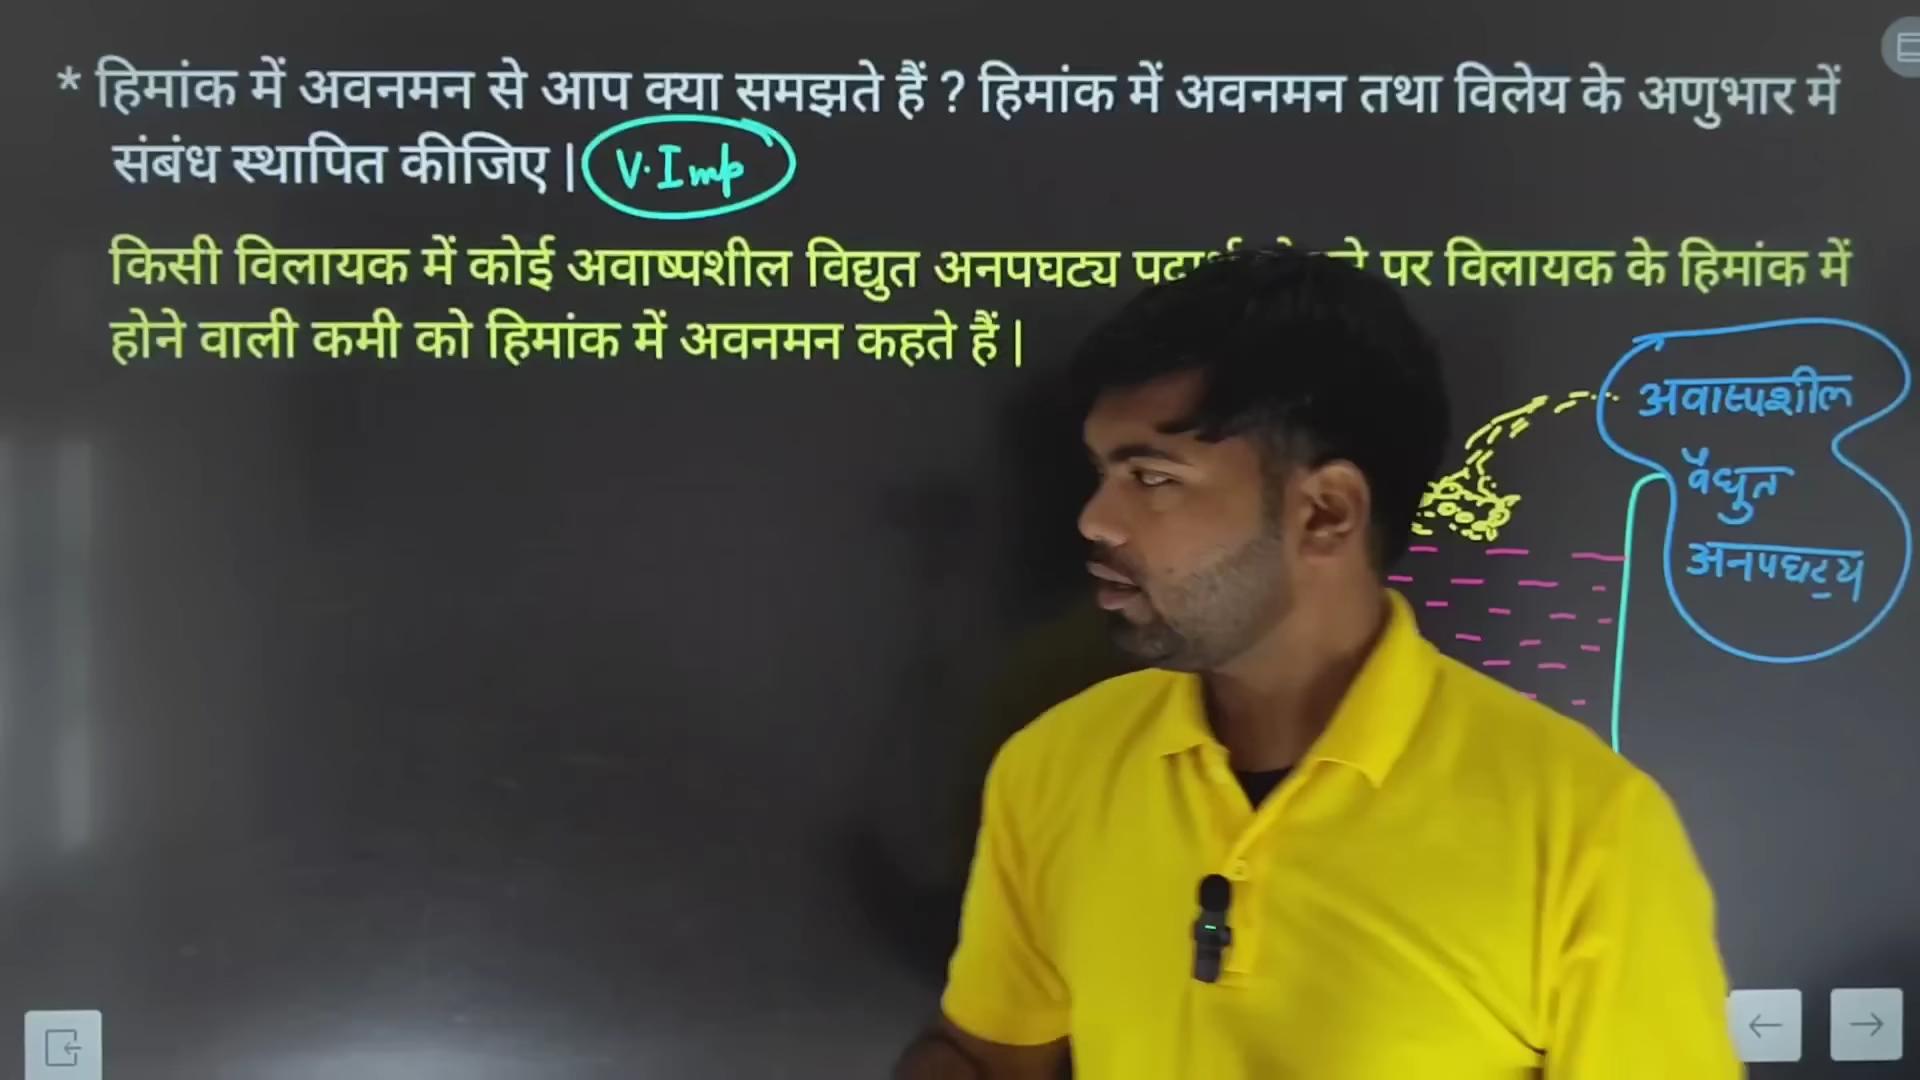 * हिमांक में अवनमन से आप क्या समझते हैं ? हिमांक में अवनमन तथा विलेय के अणुभार में
संबंध स्थापित कीजिए | V. Imp
किसी विलायक में कोई अवाष्पशील विद्युत अनपघट्य पर विलायक के हिमांक में
होने वाली कमी को हिमांक में अवनमन कहते हैं |
अवास्पशील
वैधुत
अनपघट्य